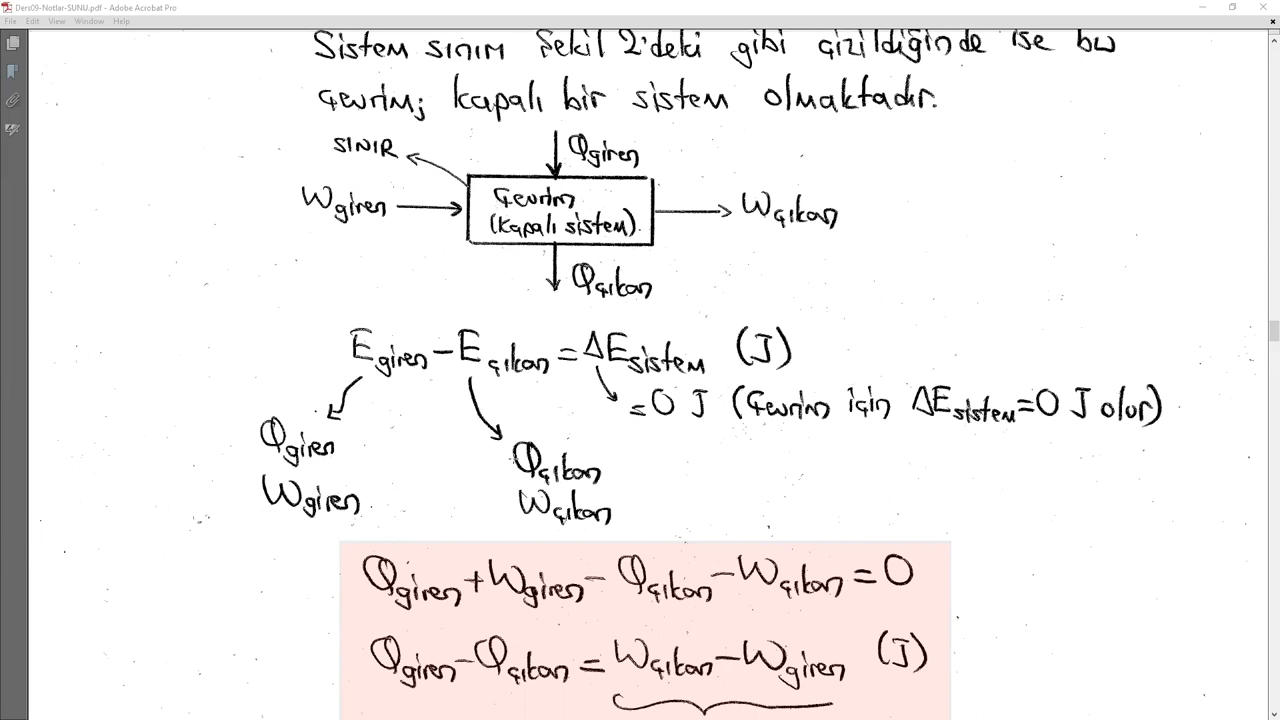 Ders09-Notlar-SUNU.pdf - Adobe Acrobat Pro
File Edit View Window Help
Sistem sınırı Şekil 2'deki gibi çizildiğinde ise bu
çevrim; kapalı bir sistem olmaktadır.
SINIR
Qgiren
Wgiren
Çevrim
(Kapalı sistem)
Wçıkan
Qçıkan
Egiren - Eçıkan = ΔEsistem (J)
= 0 J (Çevrim için ΔEsistem = 0 J olur)
Qgiren
Wgiren
Qçıkan
Wçıkan
Qgiren + Wgiren - Qçıkan - Wçıkan = 0
Qgiren - Qçıkan = Wçıkan - Wgiren (J)